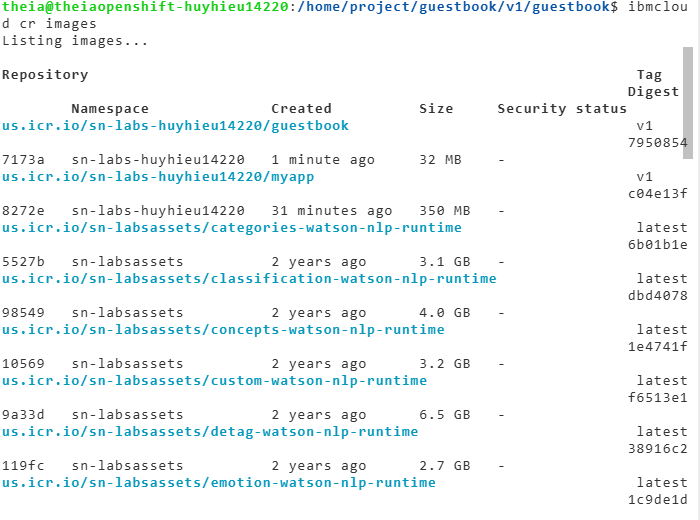 theia@theiaopenshift-huyhieu14220:/home/project/guestbook/v1/guestbook$ ibmclou
d cr images
Listing images...
Repository Tag
Digest
Namespace Created Size Security status
us.icr.io/sn-labs-huyhieu14220/guestbook v1
7950854
7173a sn-labs-huyhieu14220 1 minute ago 32 MB -
us.icr.io/sn-labs-huyhieu14220/myapp v1
c04e13f
8272e sn-labs-huyhieu14220 31 minutes ago 350 MB -
us.icr.io/sn-labsassets/categories-watson-nlp-runtime latest
6b01b1e
5527b sn-labsassets 2 years ago 3.1 GB -
us.icr.io/sn-labsassets/classification-watson-nlp-runtime latest
dbd4078
98549 sn-labsassets 2 years ago 4.0 GB -
us.icr.io/sn-labsassets/concepts-watson-nlp-runtime latest
1e4741f
10569 sn-labsassets 2 years ago 3.2 GB -
us.icr.io/sn-labsassets/custom-watson-nlp-runtime latest
f6513e1
9a33d sn-labsassets 2 years ago 6.5 GB -
us.icr.io/sn-labsassets/detag-watson-nlp-runtime latest
38916c2
119fc sn-labsassets 2 years ago 2.7 GB -
us.icr.io/sn-labsassets/emotion-watson-nlp-runtime latest
1c9de1d